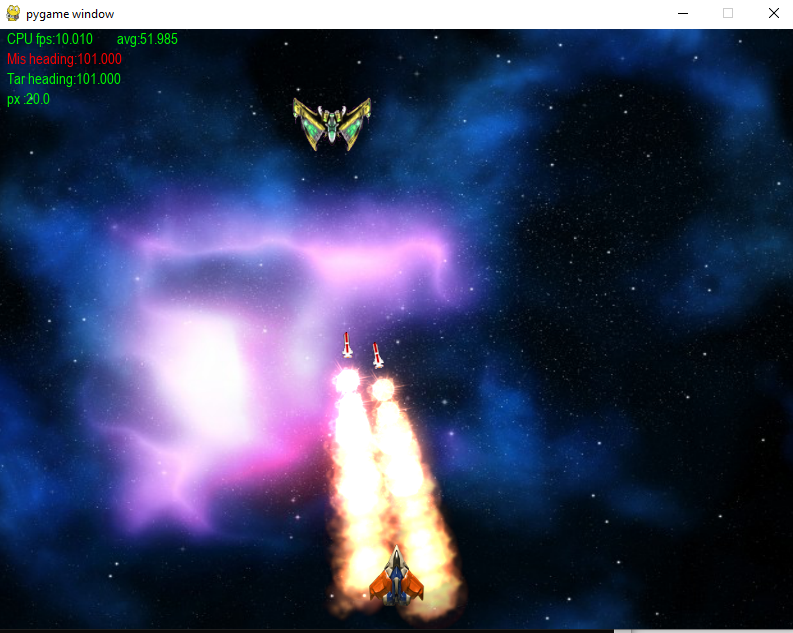 pygame window
CPU fps:10.010 avg:51.985
Mis heading:101.000
Tar heading:101.000
px :20.0